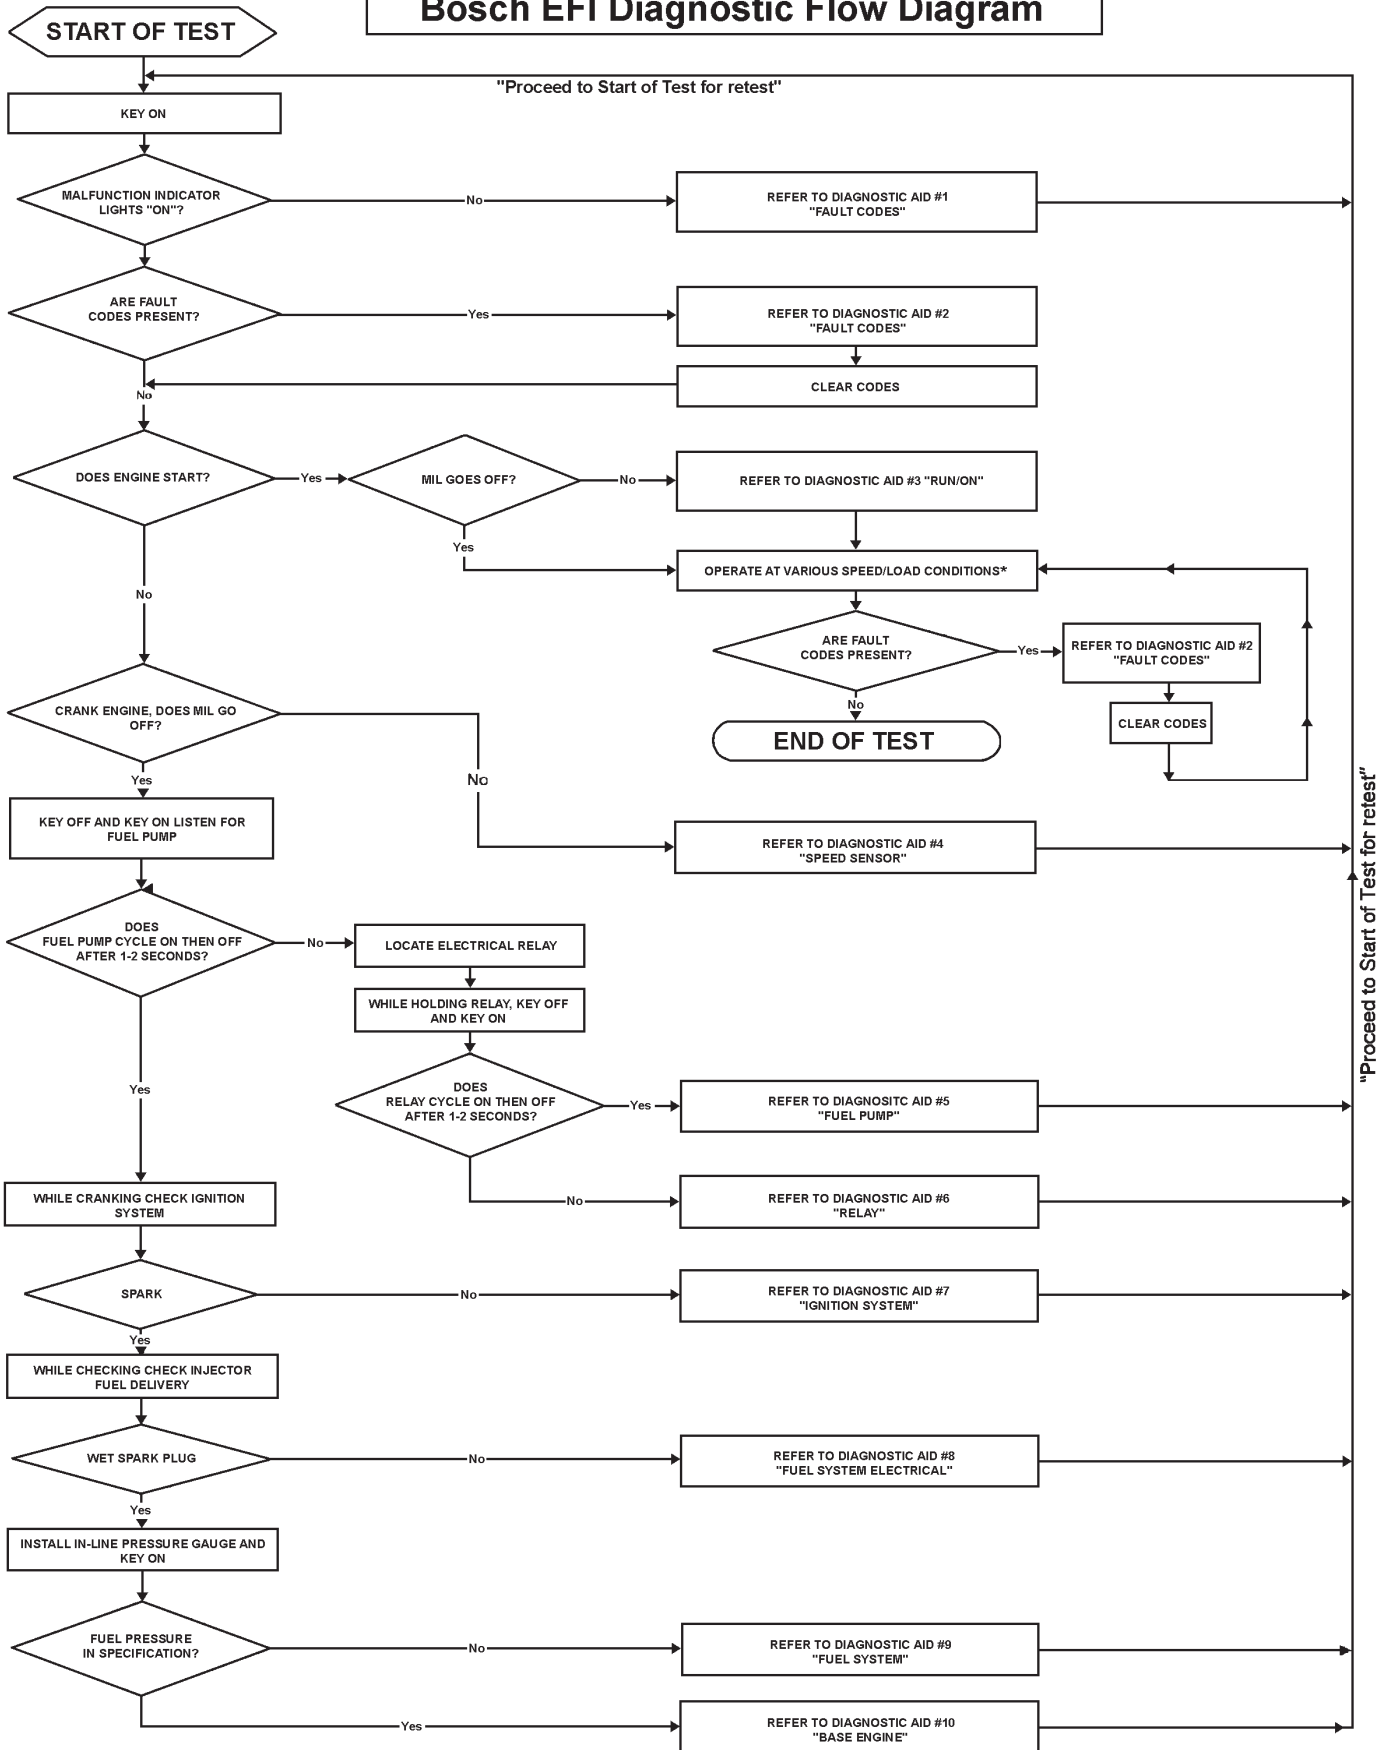 Bosch EFI Diagnostic Flow Diagram
START OF TEST
"Proceed to Start of Test for retest"
KEY ON
MALFUNCTION INDICATOR
LIGHTS "ON"?
No
REFER TO DIAGNOSTIC AID #1
"FAULT CODES"
ARE FAULT
CODES PRESENT?
Yes
REFER TO DIAGNOSTIC AID #2
"FAULT CODES"
CLEAR CODES
No
DOES ENGINE START?
Yes
MIL GOES OFF?
No
REFER TO DIAGNOSTIC AID #3 "RUN/ON"
Yes
OPERATE AT VARIOUS SPEED/LOAD CONDITIONS*
No
ARE FAULT
CODES PRESENT?
Yes
REFER TO DIAGNOSTIC AID #2
"FAULT CODES"
No
CLEAR CODES
END OF TEST
CRANK ENGINE, DOES MIL GO
OFF?
No
Yes
KEY OFF AND KEY ON LISTEN FOR
FUEL PUMP
REFER TO DIAGNOSTIC AID #4
"SPEED SENSOR"
"Proceed to Start of Test for retest"
DOES
FUEL PUMP CYCLE ON THEN OFF
AFTER 1-2 SECONDS?
No
LOCATE ELECTRICAL RELAY
WHILE HOLDING RELAY, KEY OFF
AND KEY ON
Yes
DOES
RELAY CYCLE ON THEN OFF
AFTER 1-2 SECONDS?
Yes
REFER TO DIAGNOSITC AID #5
"FUEL PUMP"
No
REFER TO DIAGNOSTIC AID #6
"RELAY"
WHILE CRANKING CHECK IGNITION
SYSTEM
SPARK
No
REFER TO DIAGNOSTIC AID #7
"IGNITION SYSTEM"
Yes
WHILE CHECKING CHECK INJECTOR
FUEL DELIVERY
WET SPARK PLUG
No
REFER TO DIAGNOSTIC AID #8
"FUEL SYSTEM ELECTRICAL"
Yes
INSTALL IN-LINE PRESSURE GAUGE AND
KEY ON
FUEL PRESSURE
IN SPECIFICATION?
No
REFER TO DIAGNOSTIC AID #9
"FUEL SYSTEM"
Yes
REFER TO DIAGNOSTIC AID #10
"BASE ENGINE"